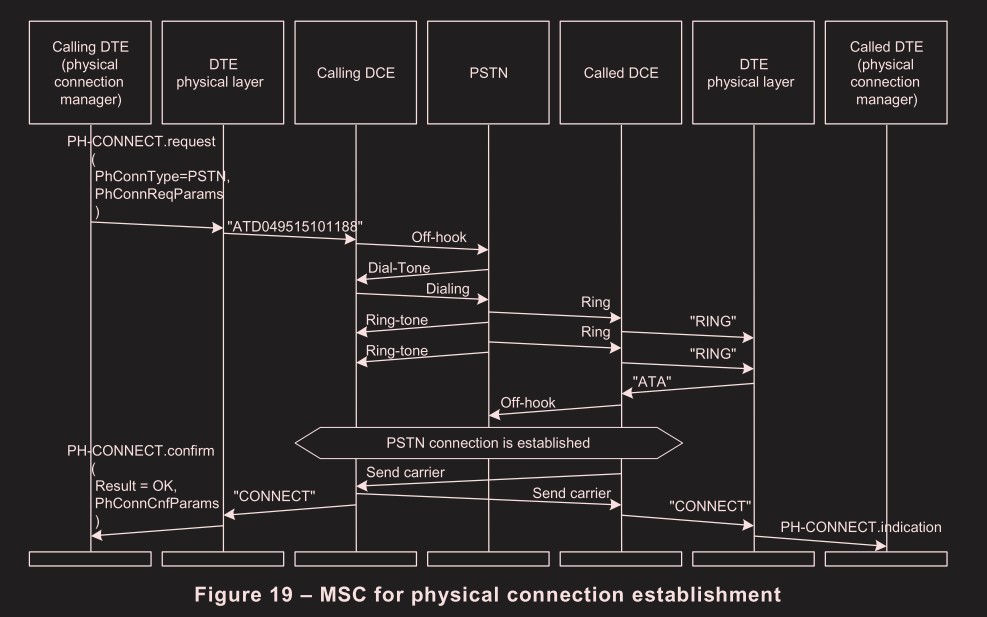 Calling DTE
(physical
connection
manager)
DTE
physical layer
Calling DCE
PSTN
Called DCE
DTE
physical layer
Called DTE
(physical
connection
manager)
PH-CONNECT.request
(
PhConnType=PSTN,
PhConnReqParams
)
"ATD049515101188"
Off-hook
Dial-Tone
Dialing
Ring
Ring-tone
"RING"
Ring
Ring-tone
"RING"
"ATA"
Off-hook
PSTN connection is established
PH-CONNECT.confirm
(
Result = OK,
PhConnCnfParams
)
Send carrier
Send carrier
"CONNECT"
"CONNECT"
PH-CONNECT.indication
Figure 19 – MSC for physical connection establishment